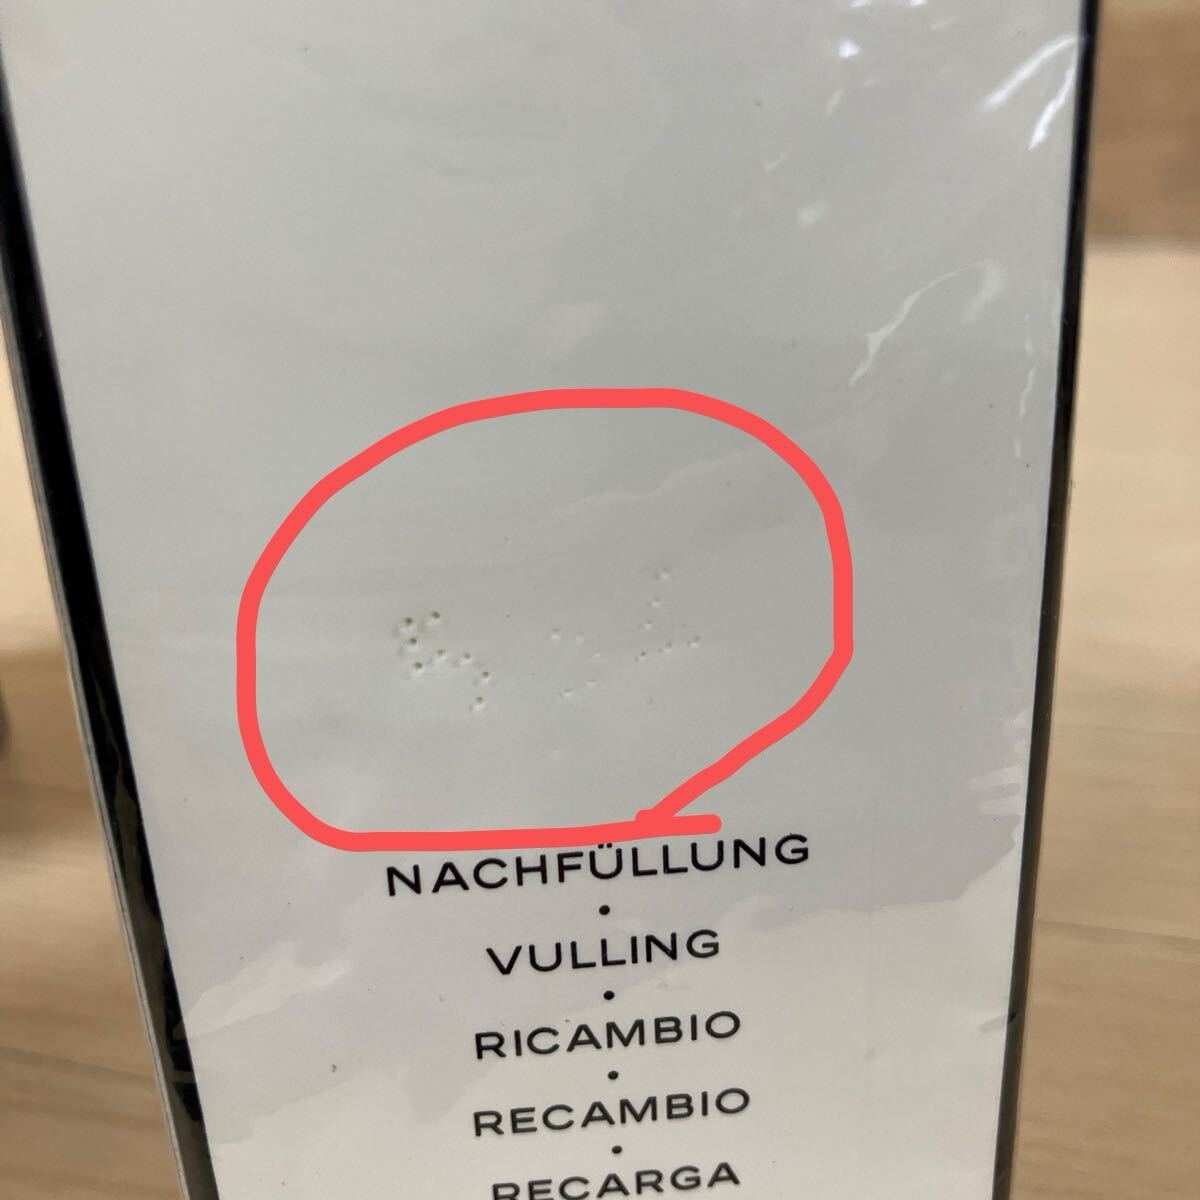 NACHFÜLLUNG
·
VULLING
·
RICAMBIO
·
RECAMBIO
·
RECARGA